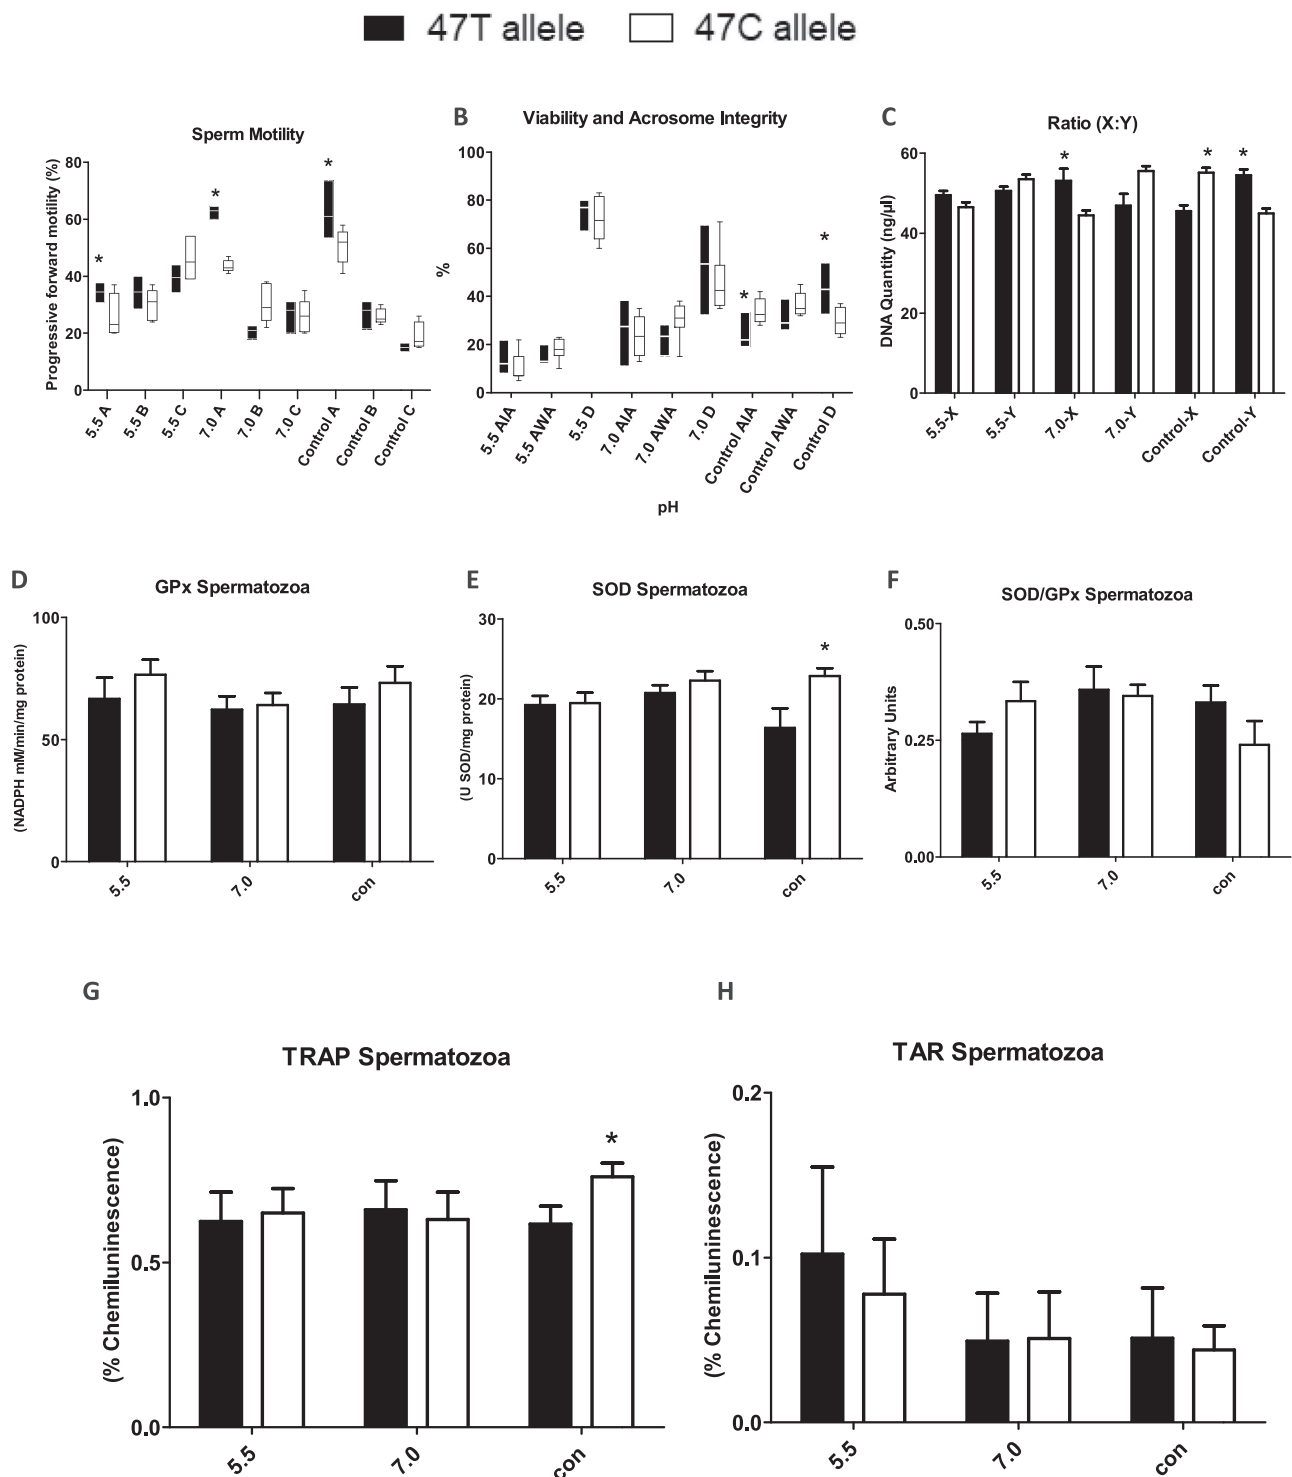 47T allele 47C allele
Sperm Motility
Progressive forward motility (%)
80
60
40
20
0
*
*
*
5.5 A
5.5 B
5.5 C
7.0 A
7.0 B
7.0 C
Control A
Control B
Control C
B
Viability and Acrosome Integrity
%
100
80
60
40
20
0
*
*
5.5 AIA
5.5 AWA
5.5 D
7.0 AIA
7.0 AWA
7.0 D
Control AIA
Control AWA
Control D
pH
C
Ratio (X:Y)
DNA Quantity (ng/µl)
60
40
20
0
*
*
*
5.5-X
5.5-Y
7.0-X
7.0-Y
Control-X
Control-Y
D
GPx Spermatozoa
(NADPH mM/min/mg protein)
100
50
0
5.5
7.0
con
E
SOD Spermatozoa
(U SOD/mg protein)
30
20
10
0
*
5.5
7.0
con
F
SOD/GPx Spermatozoa
Arbitrary Units
0.50
0.25
0.00
5.5
7.0
con
G
TRAP Spermatozoa
(% Chemiluninescence)
1.0
0.5
0.0
*
5.5
7.0
con
H
TAR Spermatozoa
(% Chemiluninescence)
0.2
0.1
0.0
5.5
7.0
con